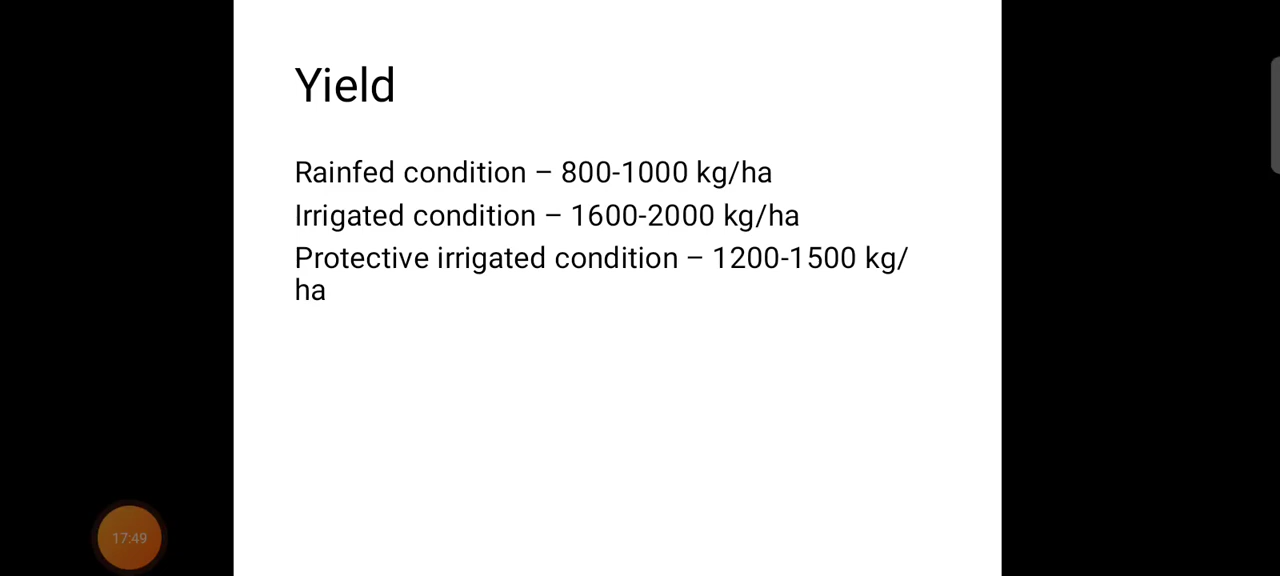 Yield
Rainfed condition – 800-1000 kg/ha
Irrigated condition – 1600-2000 kg/ha
Protective irrigated condition – 1200-1500 kg/
ha
17:49